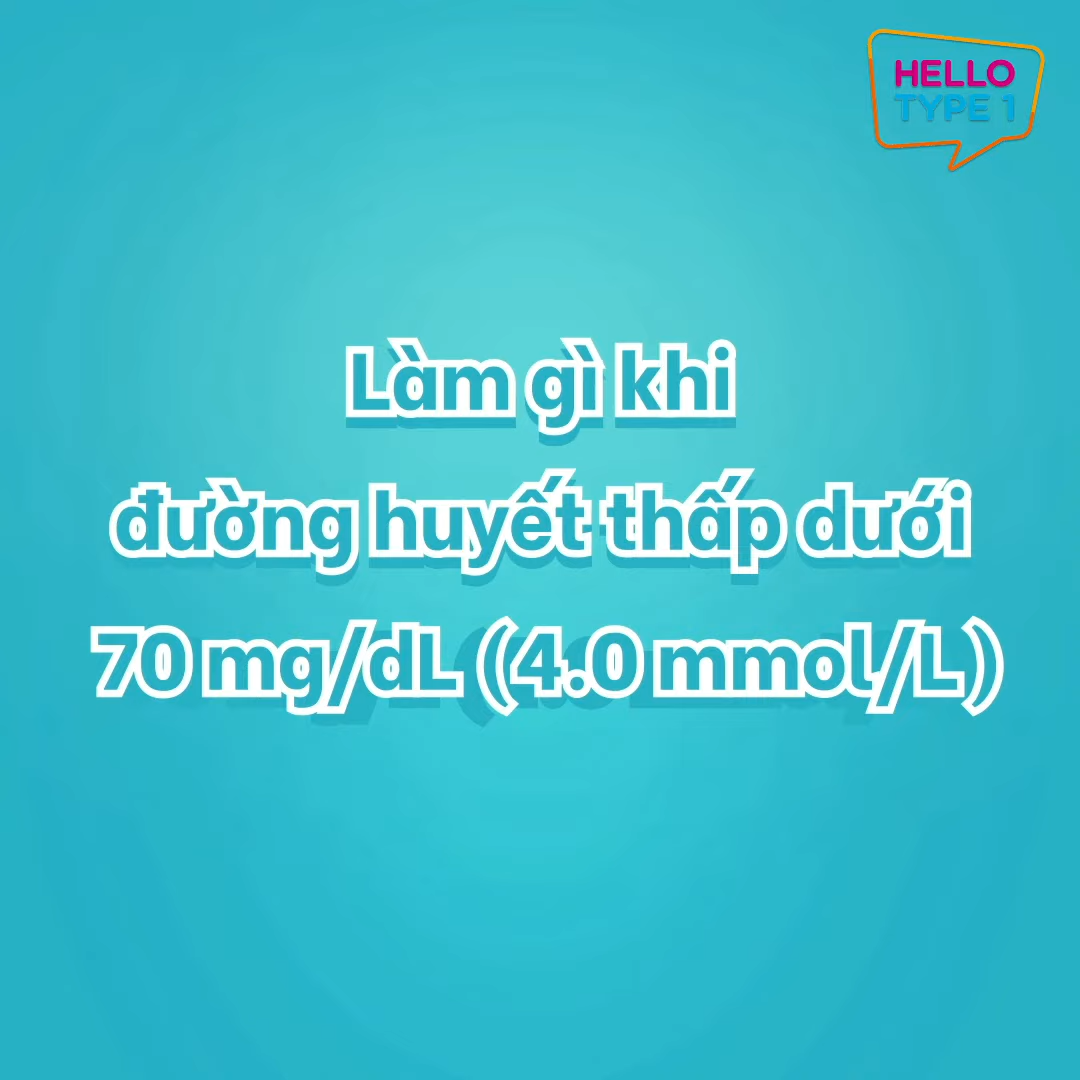 HELLO
TYPE 1
Làm gì khi
đường huyết thấp dưới
70 mg/dL (4.0 mmol/L)